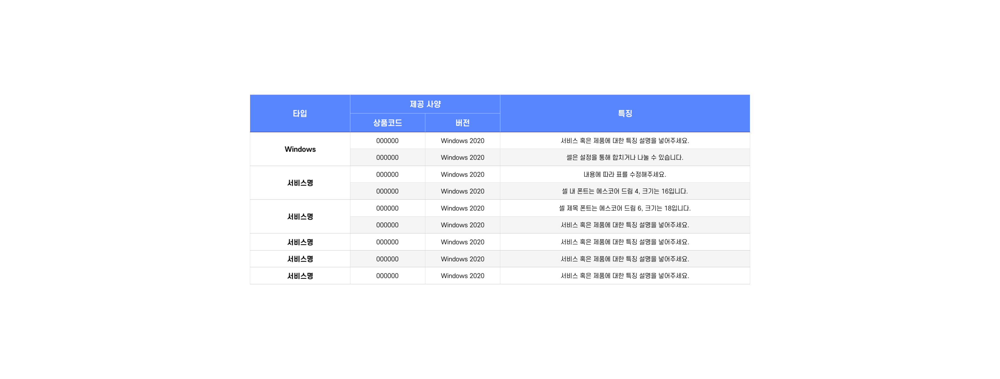 타입 제공 사양 특징
상품코드 버전
Windows 000000 Windows 2020 서비스 혹은 제품에 대한 특징 설명을 넣어주세요.
000000 Windows 2020 셀은 설정을 통해 합치거나 나눌 수 있습니다.
서비스명 000000 Windows 2020 내용에 따라 표를 수정해주세요.
000000 Windows 2020 셀 내 폰트는 에스코어 드림 4, 크기는 16입니다.
서비스명 000000 Windows 2020 셀 제목 폰트는 에스코어 드림 6, 크기는 18입니다.
000000 Windows 2020 서비스 혹은 제품에 대한 특징 설명을 넣어주세요.
서비스명 000000 Windows 2020 서비스 혹은 제품에 대한 특징 설명을 넣어주세요.
서비스명 000000 Windows 2020 서비스 혹은 제품에 대한 특징 설명을 넣어주세요.
서비스명 000000 Windows 2020 서비스 혹은 제품에 대한 특징 설명을 넣어주세요.